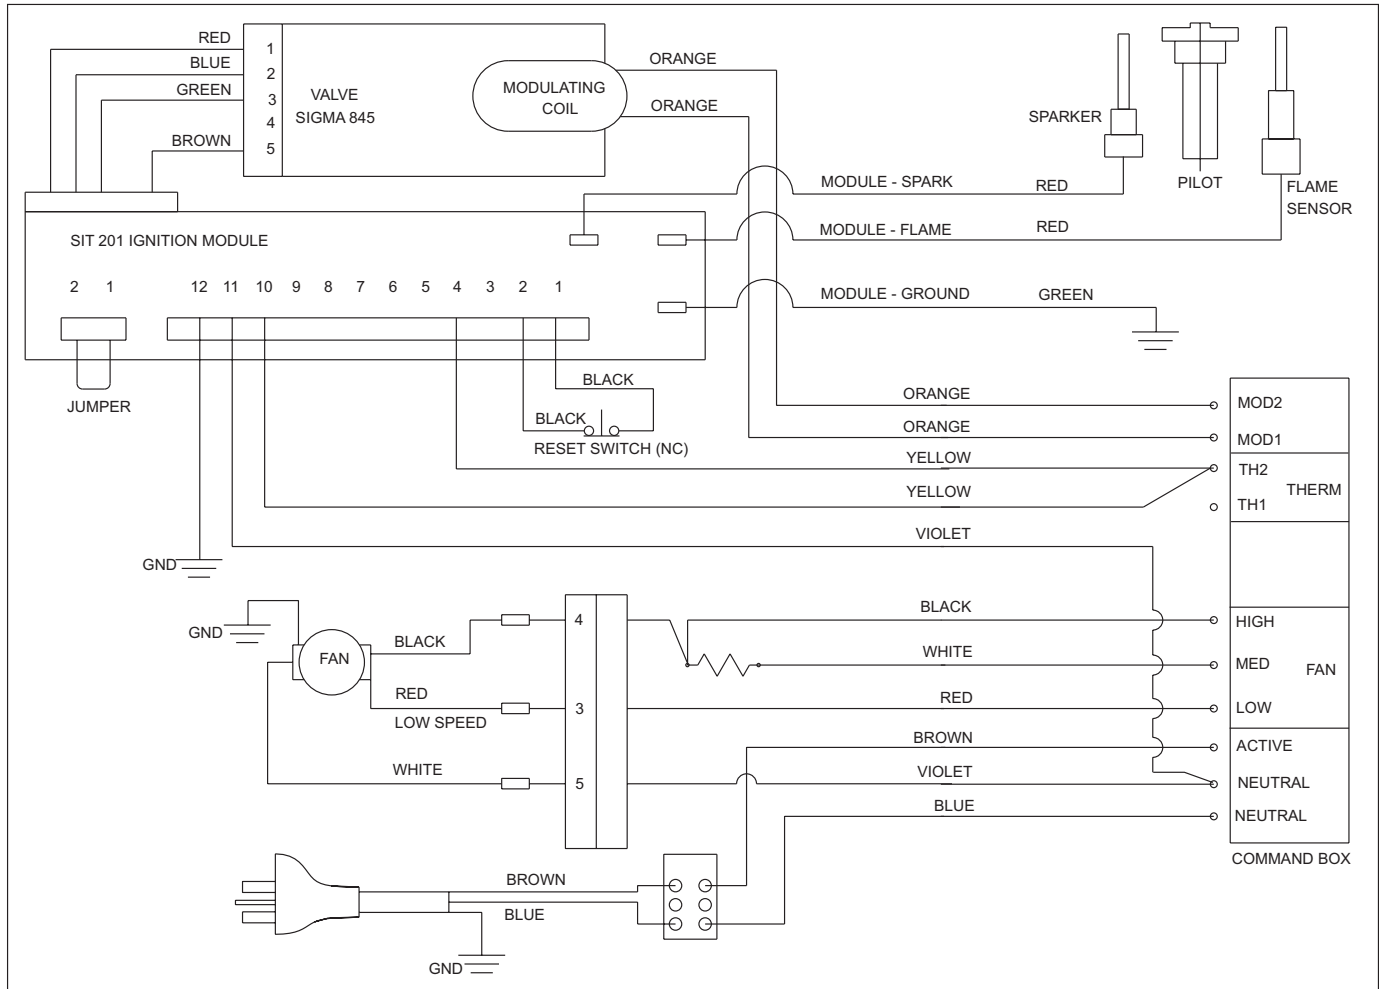 RED
BLUE
GREEN
BROWN
1
2
3
4
5
VALVE
SIGMA 845
MODULATING
COIL
ORANGE
ORANGE
SPARKER
PILOT
FLAME
SENSOR
MODULE - SPARK RED
MODULE - FLAME RED
MODULE - GROUND GREEN
SIT 201 IGNITION MODULE
2 1 12 11 10 9 8 7 6 5 4 3 2 1
JUMPER
BLACK
BLACK
RESET SWITCH (NC)
ORANGE
MOD2
ORANGE
MOD1
YELLOW
TH2
THERM
YELLOW
TH1
VIOLET
GND
GND
FAN
BLACK
RED
LOW SPEED
WHITE
4
3
5
BLACK
HIGH
WHITE
MED
FAN
RED
LOW
BROWN
ACTIVE
VIOLET
NEUTRAL
BLUE
NEUTRAL
COMMAND BOX
BROWN
BLUE
GND